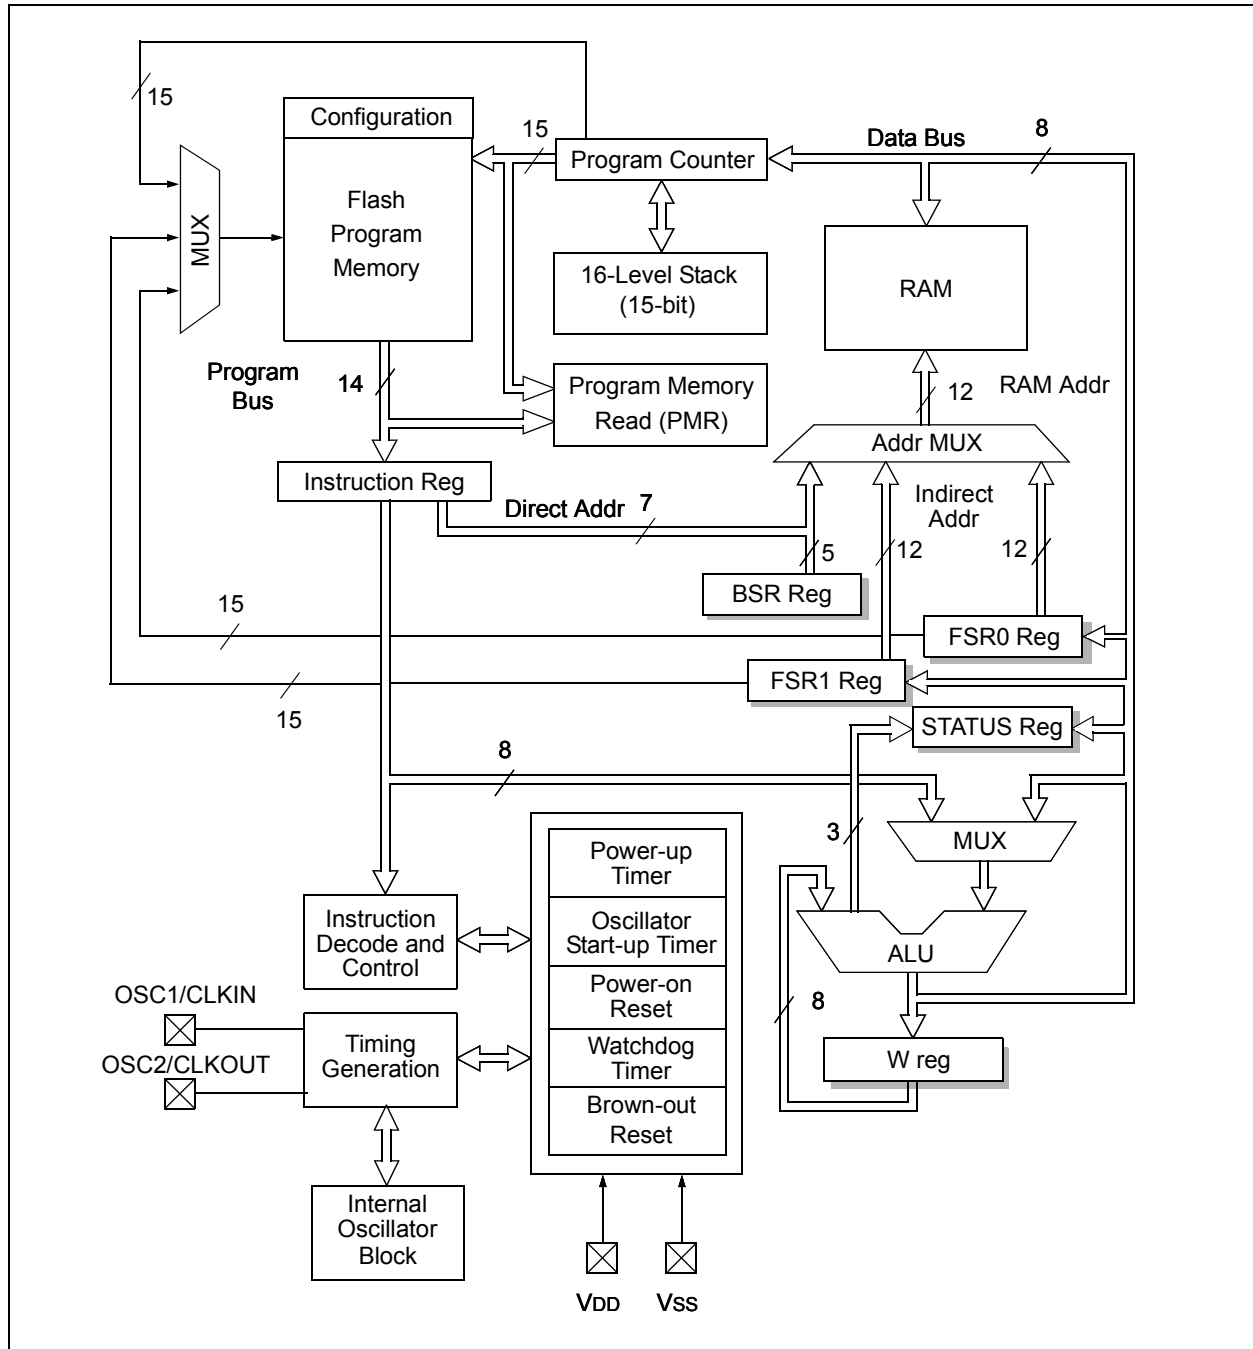 15
Configuration
15
Program Counter
Data Bus
8
Flash
Program
Memory
MUX
16-Level Stack
(15-bit)
RAM
Program
Bus
14
Program Memory
Read (PMR)
12
RAM Addr
Addr MUX
Instruction Reg
Direct Addr
7
Indirect
Addr
5
12
12
BSR Reg
15
FSR0 Reg
FSR1 Reg
15
STATUS Reg
8
3
MUX
Power-up
Timer
Instruction
Decode and
Control
Oscillator
Start-up Timer
ALU
Power-on
Reset
8
OSC1/CLKIN
Timing
Generation
Watchdog
Timer
W reg
OSC2/CLKOUT
Brown-out
Reset
Internal
Oscillator
Block
VDD
VSS